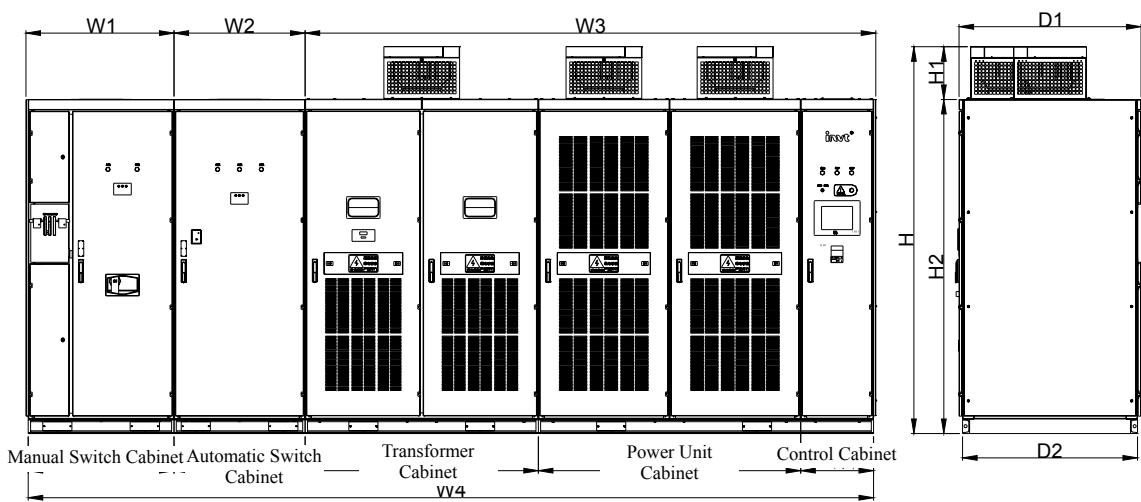 W1
W2
W3
D1
H1
H
H2
invt
Manual Switch Cabinet
Automatic Switch
Cabinet
Transformer
Cabinet
Power Unit
Cabinet
Control Cabinet
W4
D2